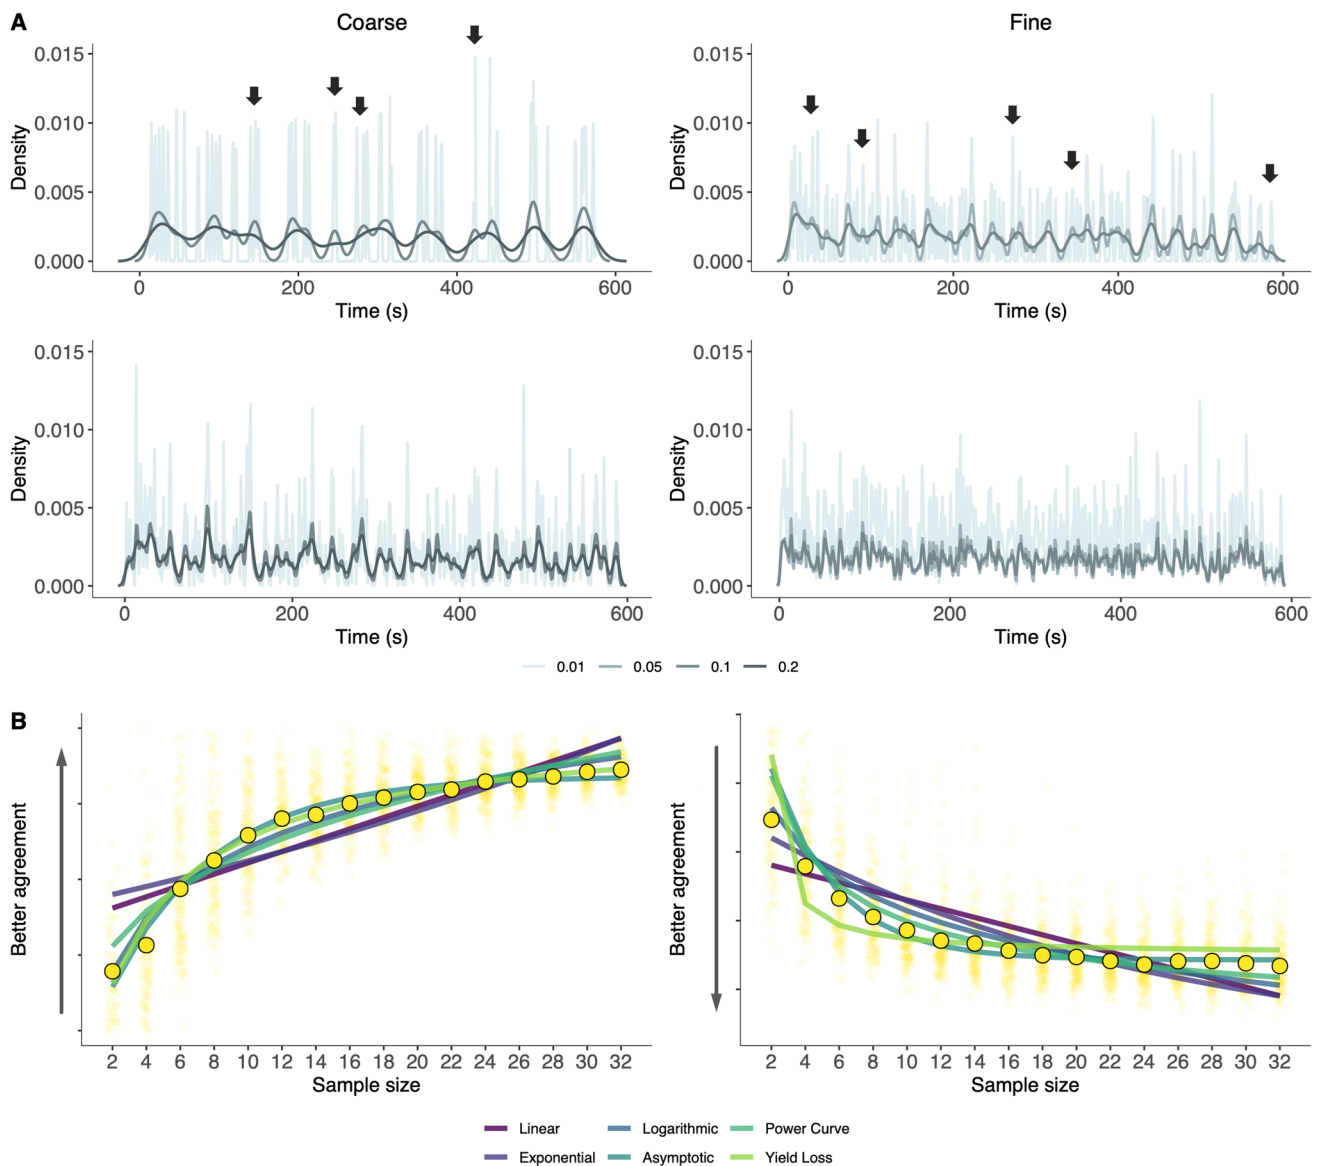 A
Coarse
Fine
0.015
0.010
0.005
0.000
Density
0 200 400 600
Time (s)
0.015
0.010
0.005
0.000
Density
0 200 400 600
Time (s)
0.015
0.010
0.005
0.000
Density
0 200 400 600
Time (s)
0.015
0.010
0.005
0.000
Density
0 200 400 600
Time (s)
0.01 0.05 0.1 0.2
B
Better agreement
2 4 6 8 10 12 14 16 18 20 22 24 26 28 30 32
Sample size
Better agreement
2 4 6 8 10 12 14 16 18 20 22 24 26 28 30 32
Sample size
Linear Logarithmic Power Curve
Exponential Asymptotic Yield Loss